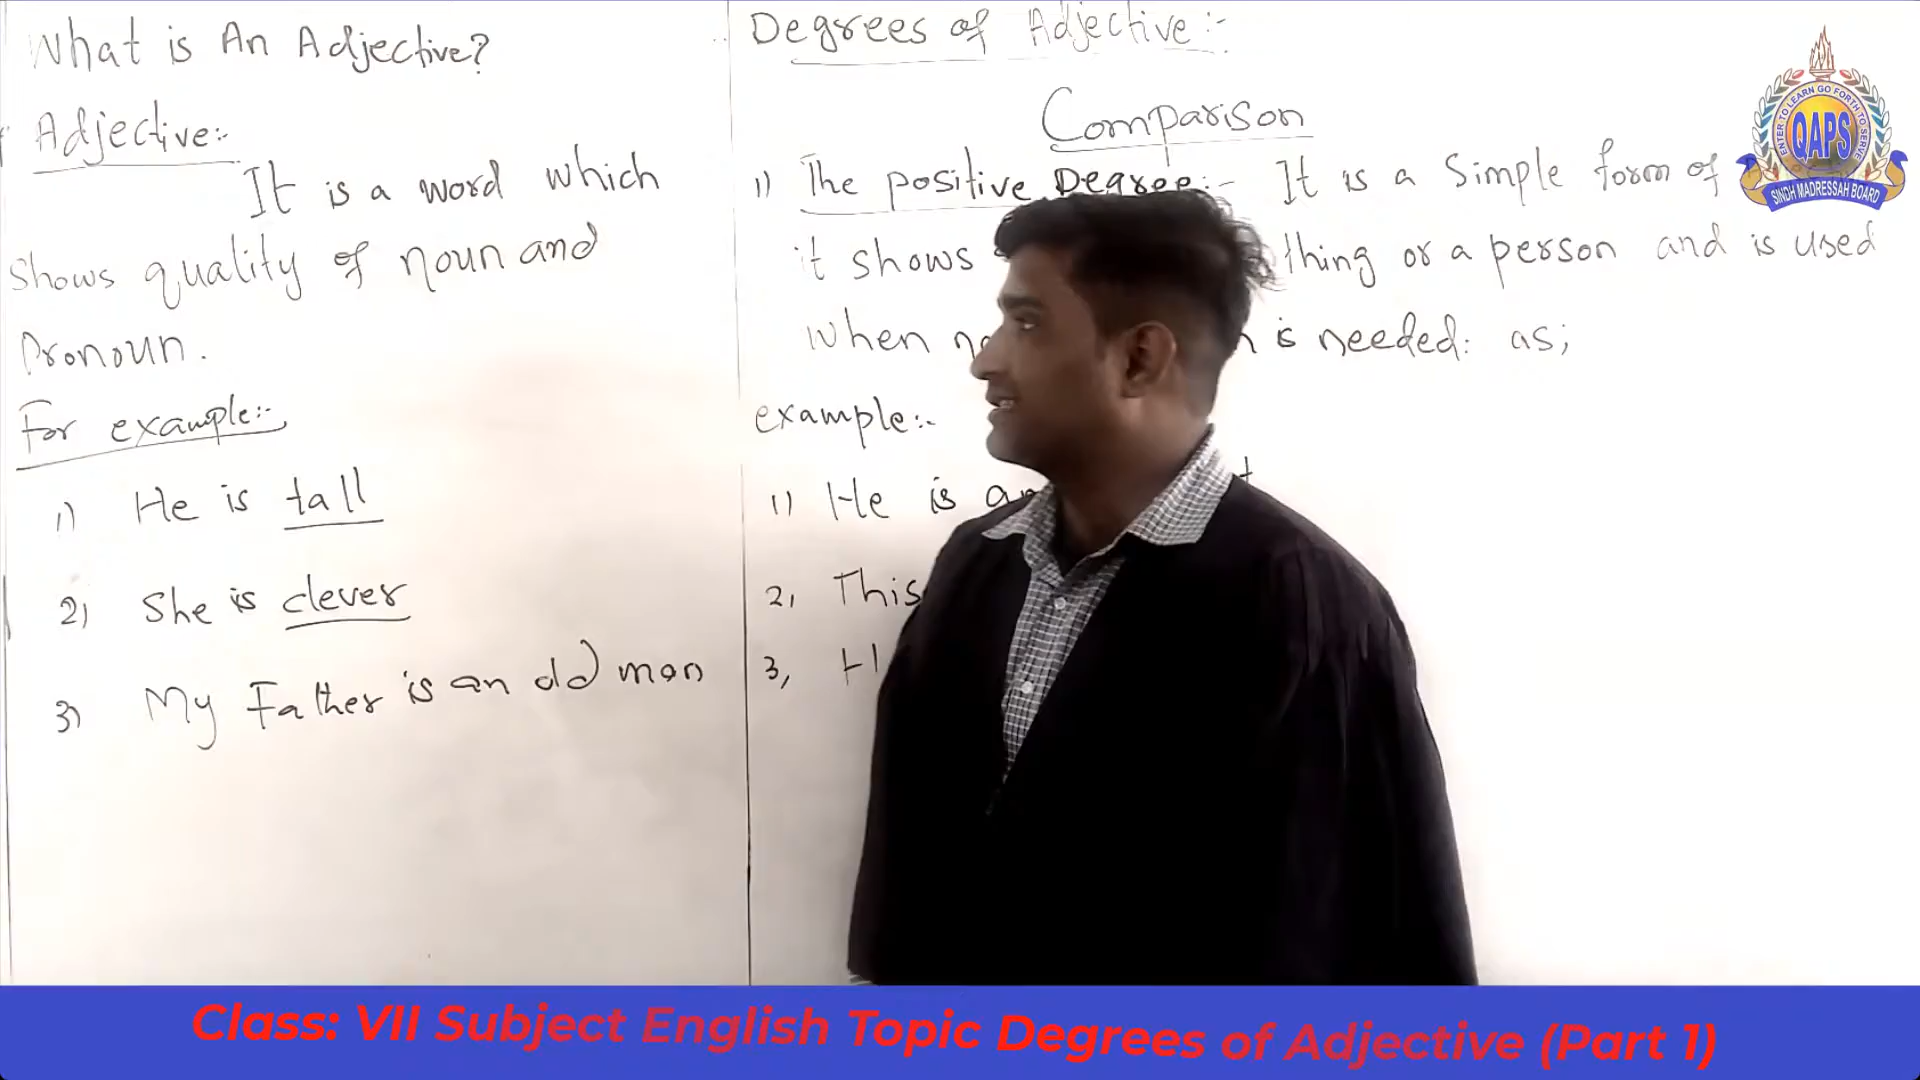 What is An Adjective?
Adjective:-
It is a word which
Shows quality of noun and
Pronoun.
For example:-
1) He is tall
2) She is clever
3) My Father is an old man
Degrees of Adjective:-
Comparison
1) The positive Degree:- It is a Simple form of
it shows thing or a person and is used
when is needed: as;
example:-
1) He is
2, This
3,
ENTER TO LEARN GO FORTH TO SERVE
QAPS
SINDH MADRESSAH BOARD
Class: VII Subject English Topic Degrees of Adjective (Part 1)